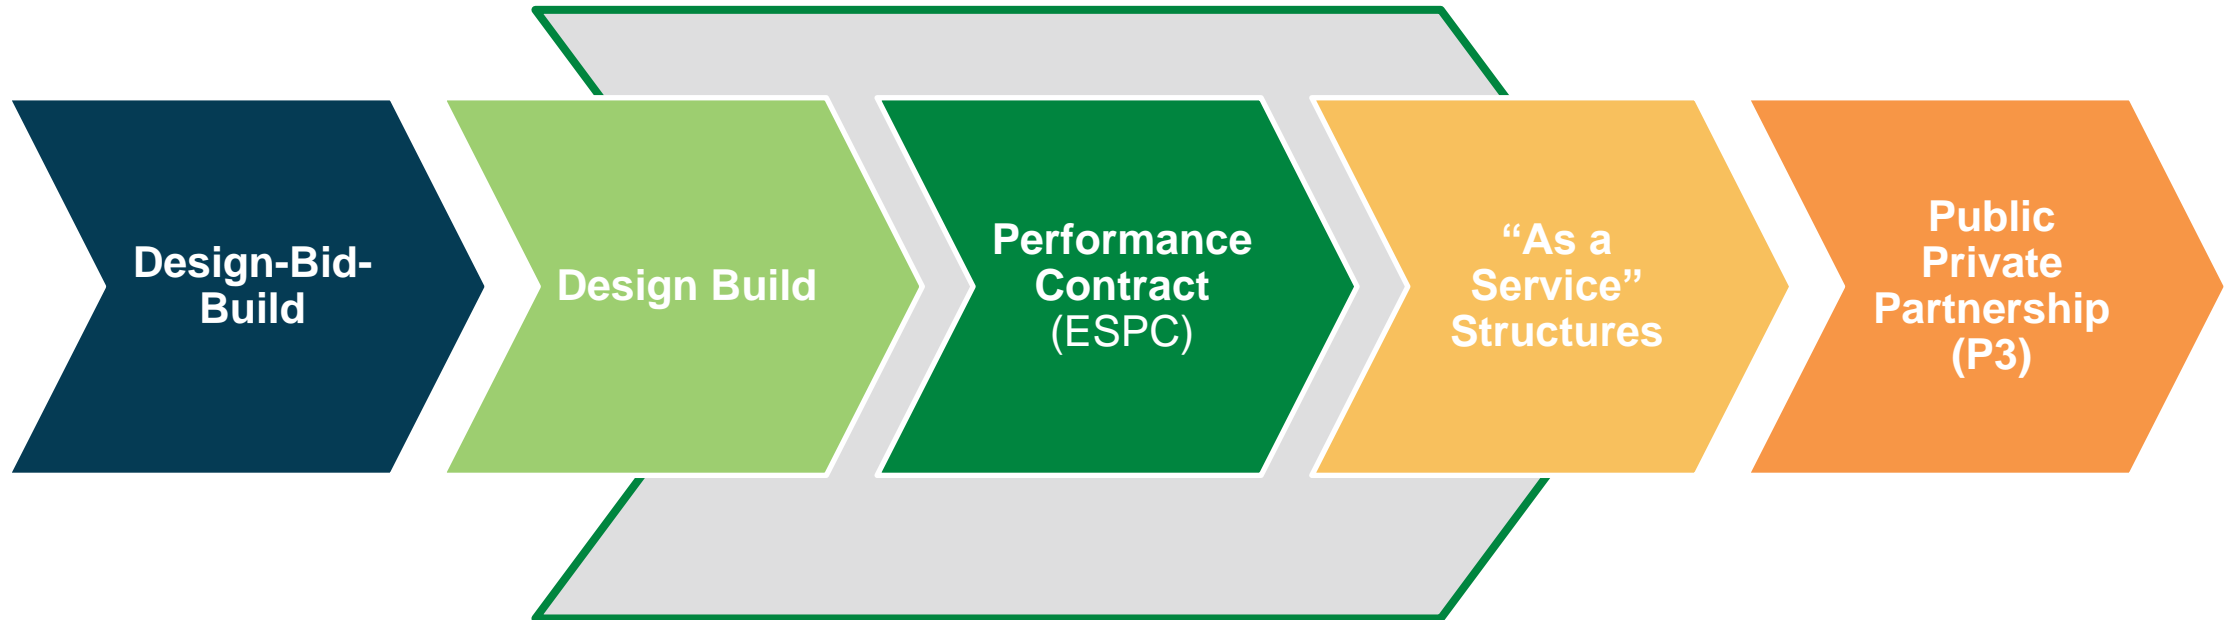 Design-Bid-
Build
Design Build
Performance
Contract
(ESPC)
“As a
Service”
Structures
Public
Private
Partnership
(P3)